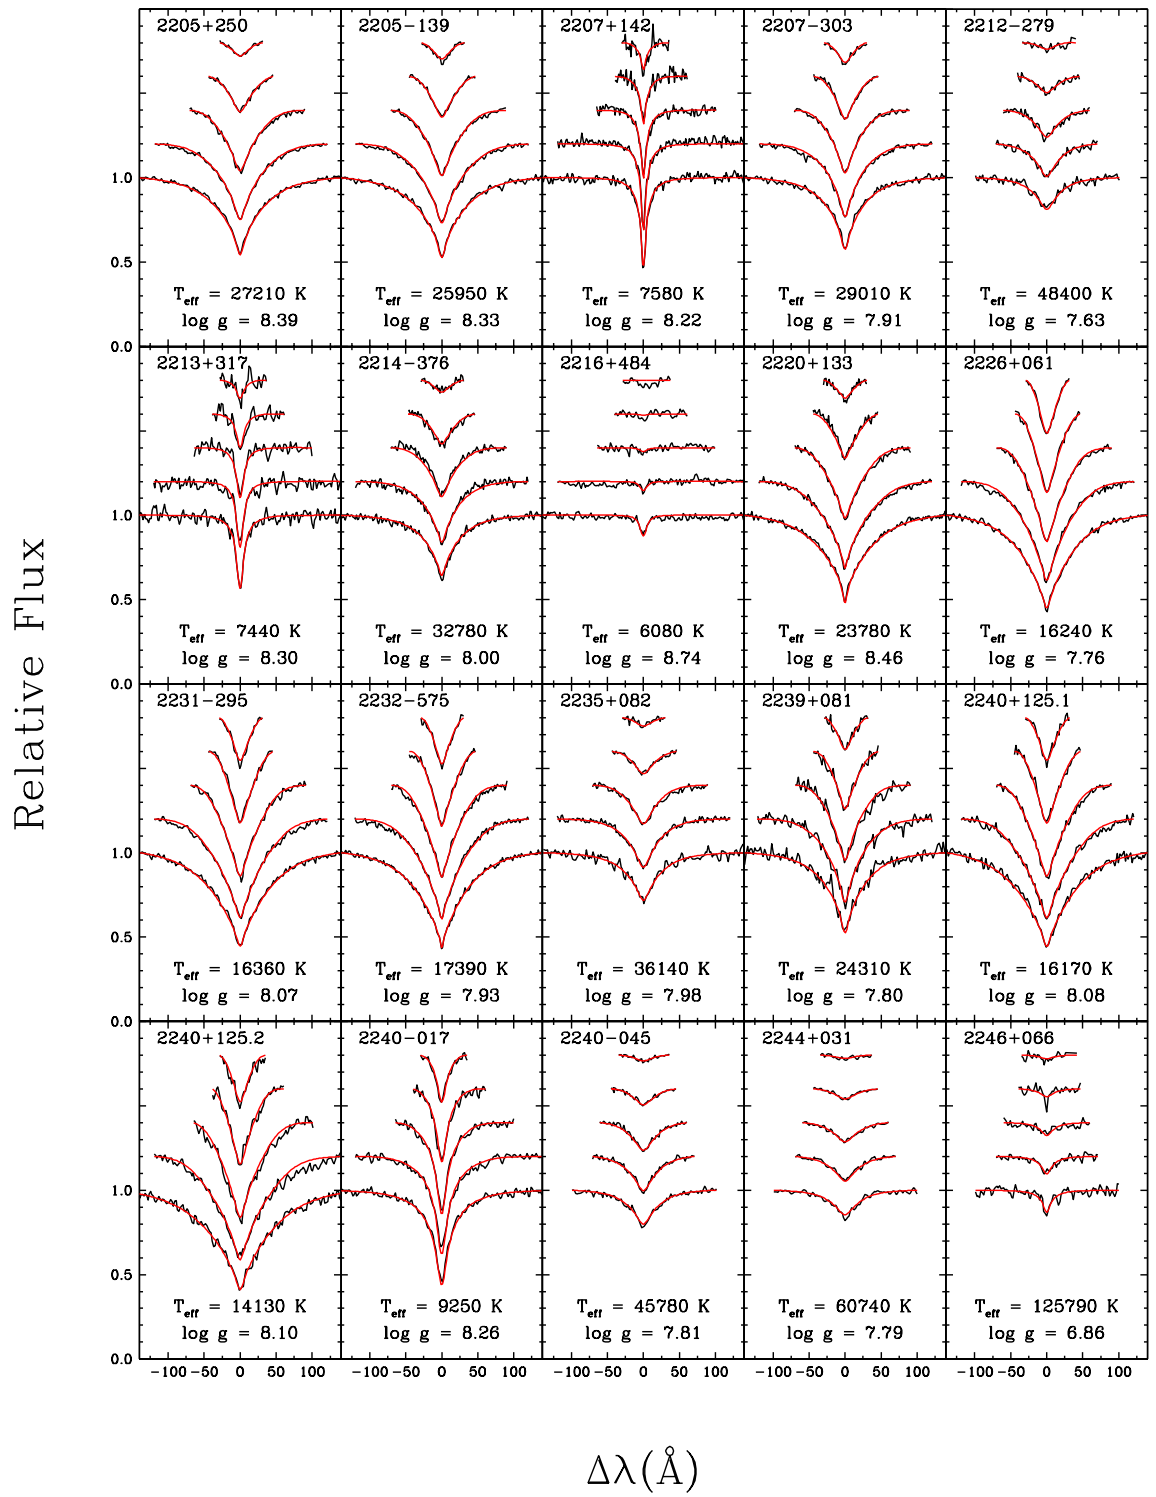 2205+250
2205−139
2207+142
2207−303
2212−279
1.0
0.5
0.0
Teff = 27210 K
log g = 8.39
Teff = 25950 K
log g = 8.33
Teff = 7580 K
log g = 8.22
Teff = 29010 K
log g = 7.91
Teff = 48400 K
log g = 7.63
2213+317
2214−376
2216+484
2220+133
2226+061
1.0
0.5
0.0
Teff = 7440 K
log g = 8.30
Teff = 32780 K
log g = 8.00
Teff = 6080 K
log g = 8.74
Teff = 23780 K
log g = 8.46
Teff = 16240 K
log g = 7.76
Relative Flux
2231−295
2232−575
2235+082
2239+081
2240+125.1
1.0
0.5
0.0
Teff = 16360 K
log g = 8.07
Teff = 17390 K
log g = 7.93
Teff = 36140 K
log g = 7.98
Teff = 24310 K
log g = 7.80
Teff = 16170 K
log g = 8.08
2240+125.2
2240−017
2240−045
2244+031
2246+066
1.0
0.5
0.0
Teff = 14130 K
log g = 8.10
Teff = 9250 K
log g = 8.26
Teff = 45780 K
log g = 7.81
Teff = 60740 K
log g = 7.79
Teff = 125790 K
log g = 6.86
−100 −50 0 50 100
−100 −50 0 50 100
−100 −50 0 50 100
−100 −50 0 50 100
−100 −50 0 50 100
Δλ(Å)